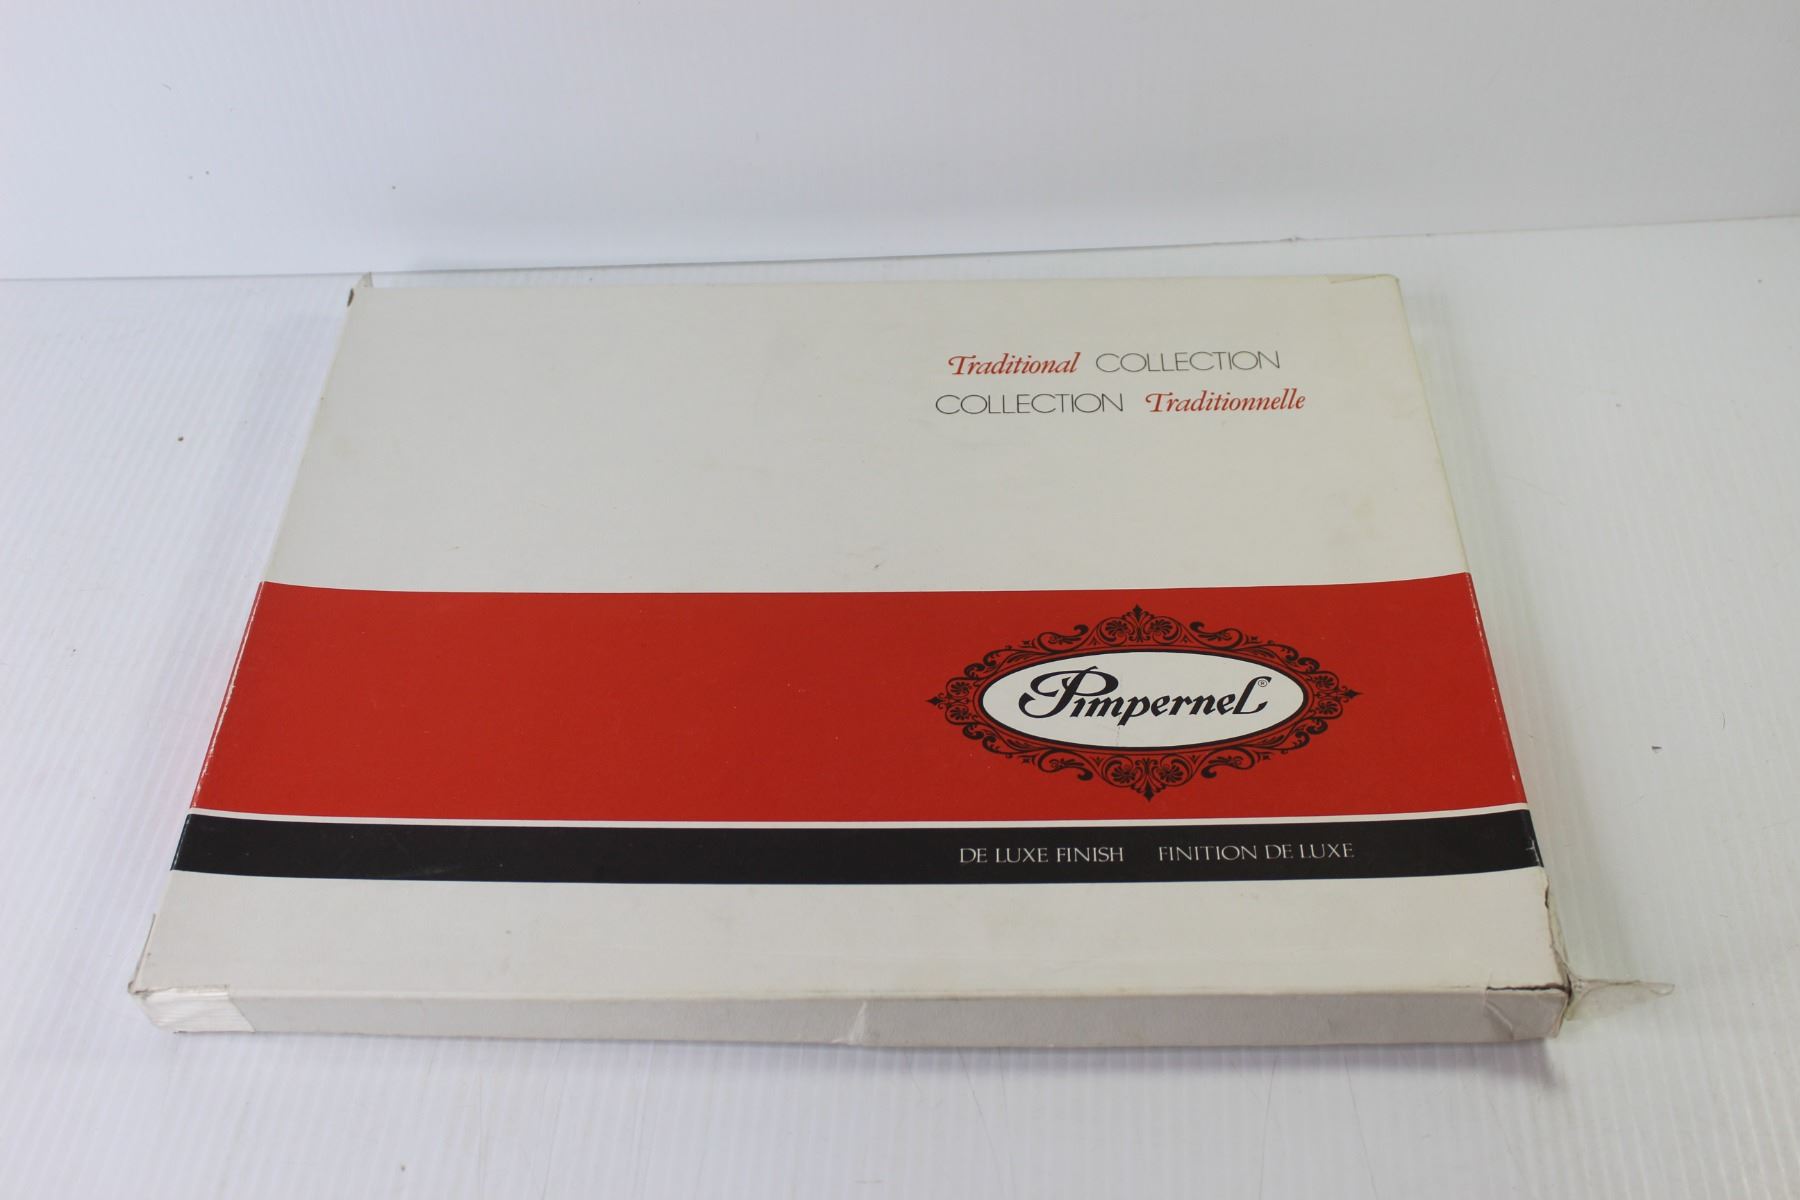 Traditional COLLECTION
COLLECTION Traditionnelle
Pimpernel®
DE LUXE FINISH FINITION DE LUXE